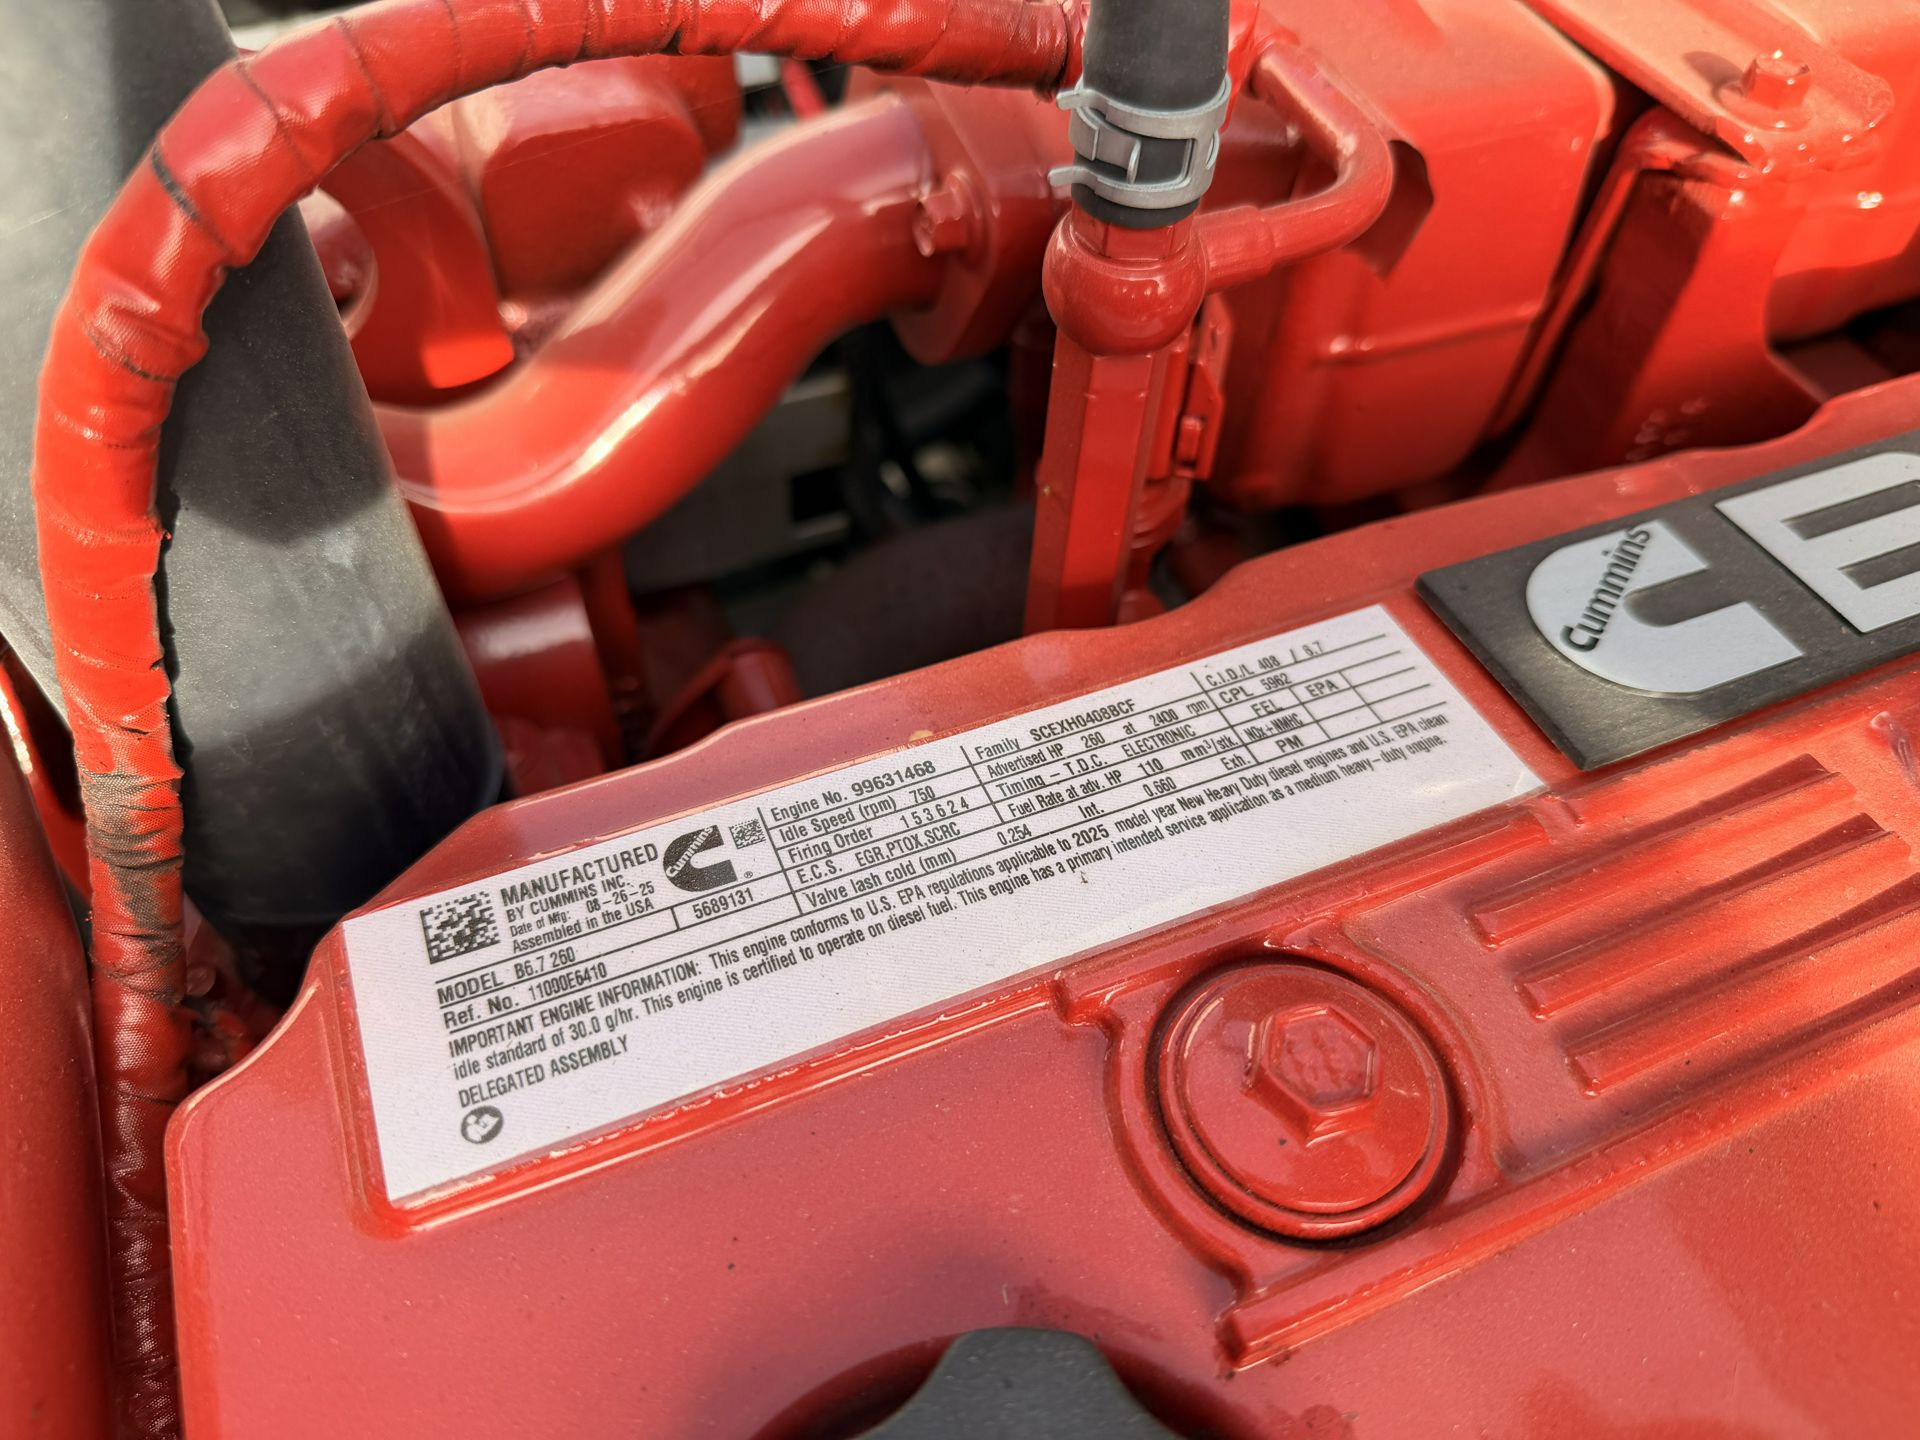 MANUFACTURED
BY CUMMINS INC.
Date of Mfg: 08-26-25
Assembled in the USA
5689131
Cummins ®
MODEL B6.7 260
Ref. No. 11000E6410
Engine No. 99631468
Idle Speed (rpm) 750
Firing Order 1 5 3 6 2 4
E.C.S. EGR,PTOX,SCRC
Valve lash cold (mm) 0.254 Int. 0.660 Exh.
Family SCEXH0408BCF
Advertised HP 260 at 2400 rpm
Timing - T.D.C. ELECTRONIC
Fuel Rate at adv. HP 110 mm³/stk
C.I.D./L 408 / 6.7
CPL 5962
FEL EPA
NOx+NMHC
PM
IMPORTANT ENGINE INFORMATION: This engine conforms to U.S. EPA regulations applicable to 2025 model year New Heavy Duty diesel engines and U.S. EPA clean
idle standard of 30.0 g/hr. This engine is certified to operate on diesel fuel. This engine has a primary intended service application as a medium heavy-duty engine.
DELEGATED ASSEMBLY
Cummins